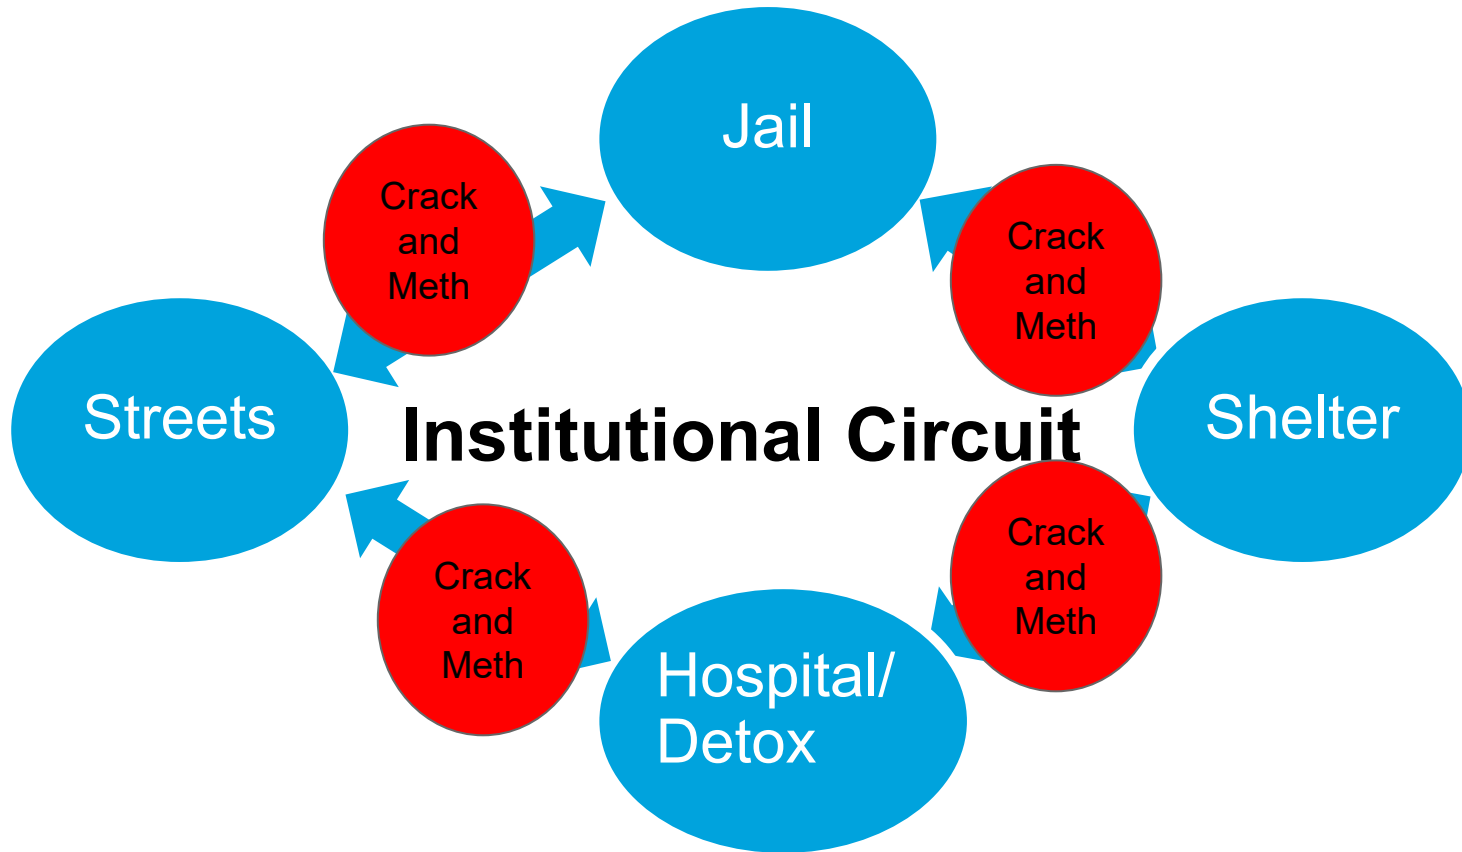 Jail
Crack
and
Meth
Crack
and
Meth
Streets
Institutional Circuit
Shelter
Crack
and
Meth
Crack
and
Meth
Hospital/
Detox